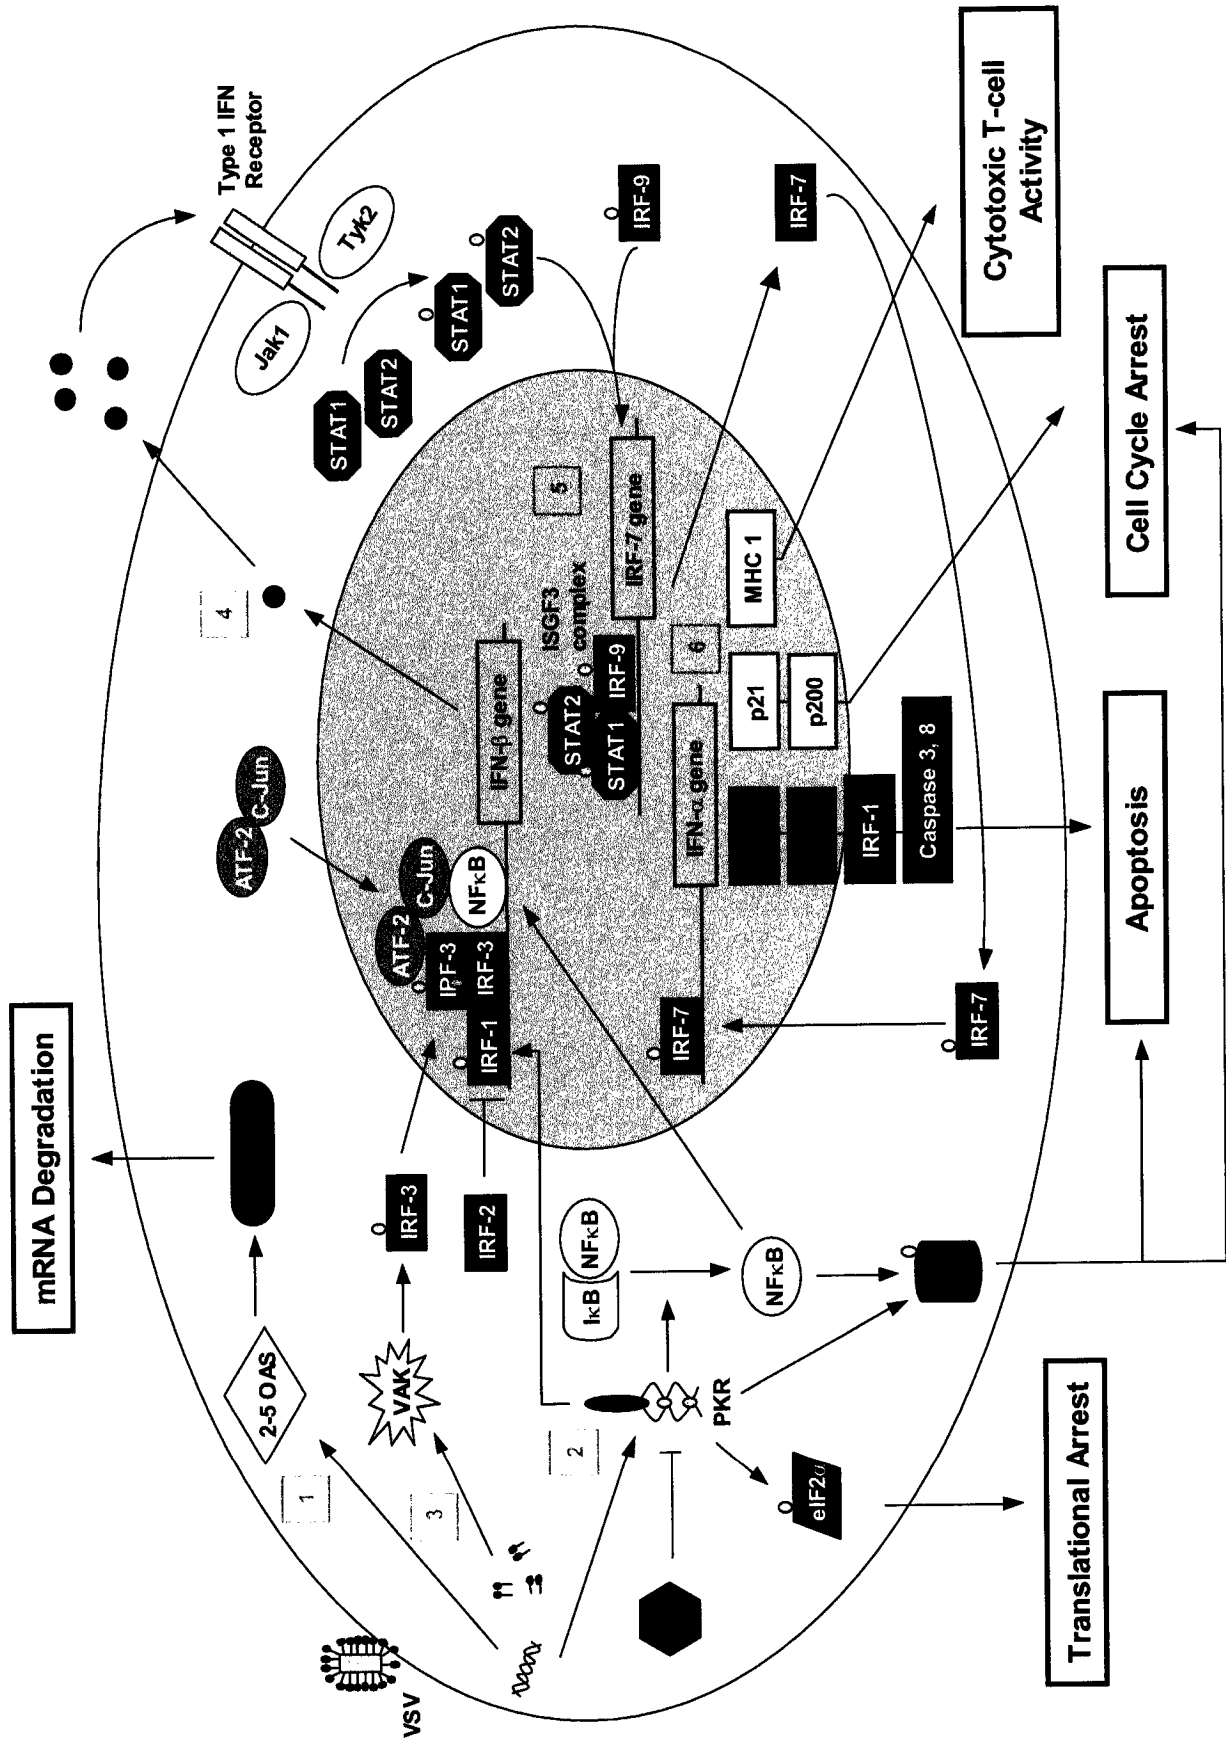 mRNA Degradation
Type 1 IFN
Receptor
2-5 OAS
ATF-2
C-Jun
4
Jak1
Tyk2
1
VSV
VAK
IRF-3
ATF-2
C-Jun
STAT1
STAT2
STAT1
STAT2
3
IRF-2
IRF-1
IPF-3
IRF-3
NFκB
IFN-β gene
2
IκB
NFκB
STAT2
STAT1
IRF-9
ISGF3
complex
5
IRF-7 gene
IRF-9
PKR
NFκB
IRF-7
IFN-α gene
6
p21
p200
MHC 1
IRF-7
eIF2α
IRF-1
Caspase 3, 8
IRF-7
Cytotoxic T-cell
Activity
Translational Arrest
Apoptosis
Cell Cycle Arrest